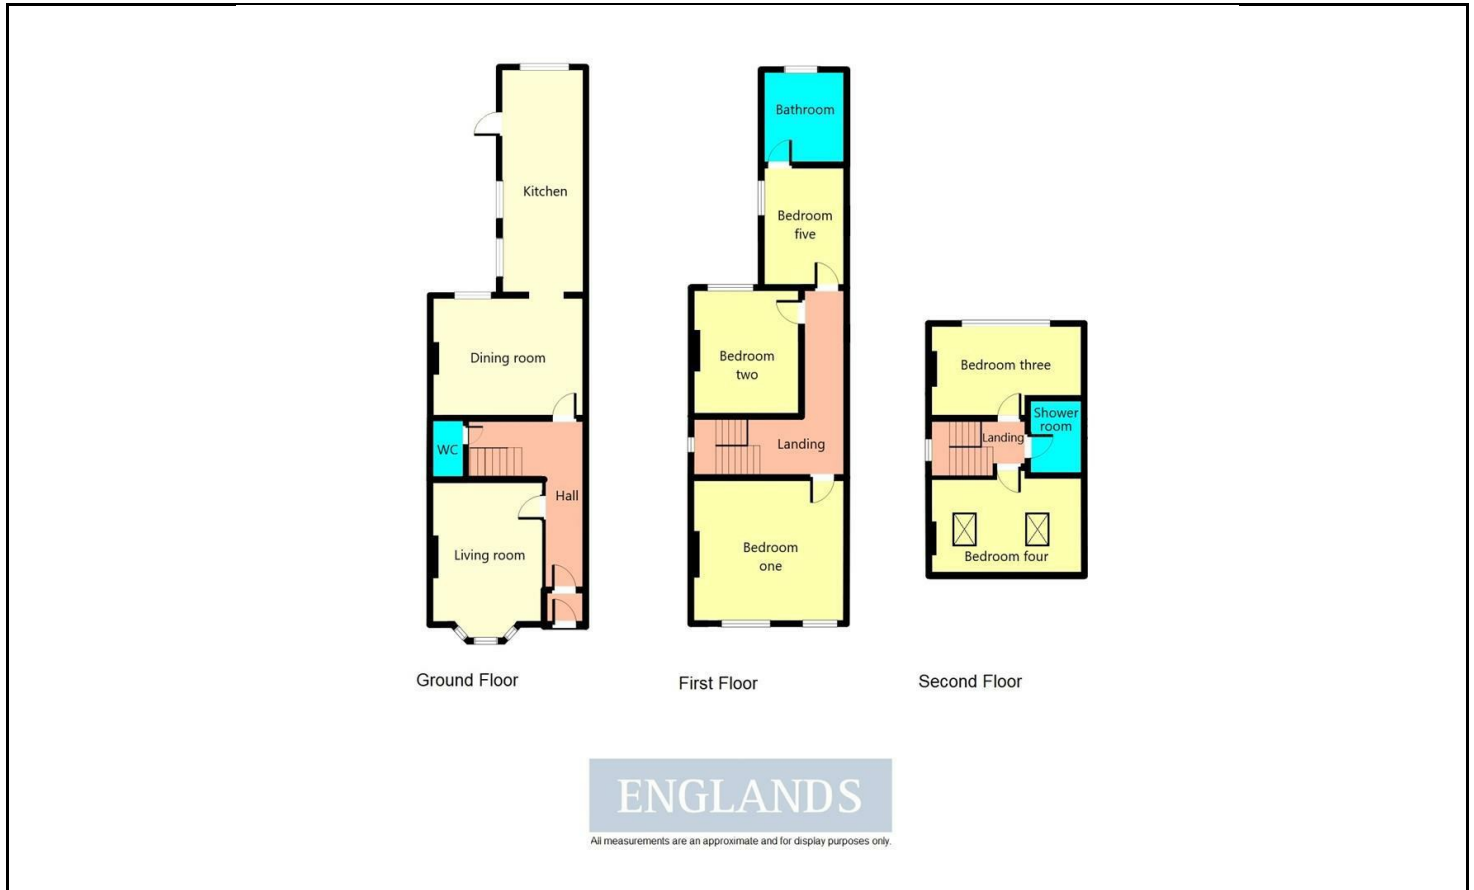 Kitchen
Dining room
WC
Hall
Living room
Ground Floor
Bathroom
Bedroom
five
Bedroom
two
Landing
Bedroom
one
First Floor
Bedroom three
Shower
room
Landing
Bedroom four
Second Floor
ENGLANDS
All measurements are an approximate and for display purposes only.